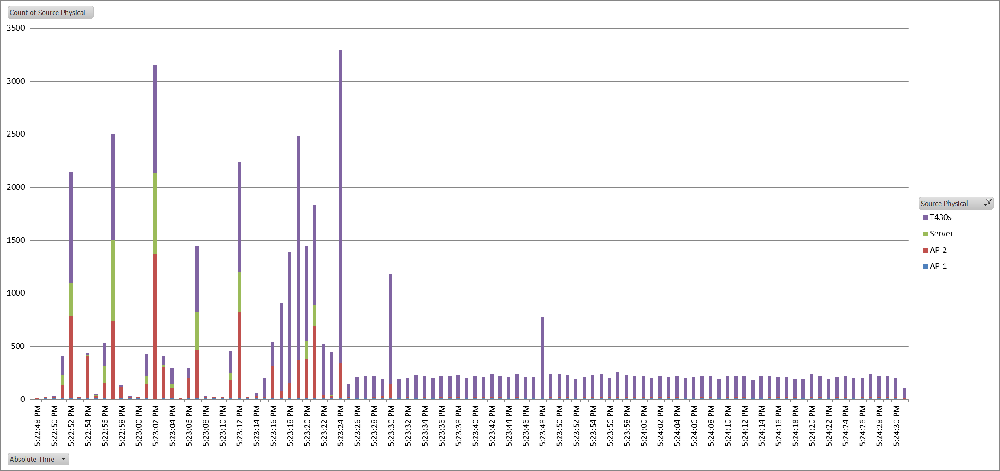 Count of Source Physical
3500
3000
2500
2000
1500
1000
500
0
5:22:48 PM
5:22:50 PM
5:22:52 PM
5:22:54 PM
5:22:56 PM
5:22:58 PM
5:23:00 PM
5:23:02 PM
5:23:04 PM
5:23:06 PM
5:23:08 PM
5:23:10 PM
5:23:12 PM
5:23:14 PM
5:23:16 PM
5:23:18 PM
5:23:20 PM
5:23:22 PM
5:23:24 PM
5:23:26 PM
5:23:28 PM
5:23:30 PM
5:23:32 PM
5:23:34 PM
5:23:36 PM
5:23:38 PM
5:23:40 PM
5:23:42 PM
5:23:44 PM
5:23:46 PM
5:23:48 PM
5:23:50 PM
5:23:52 PM
5:23:54 PM
5:23:56 PM
5:23:58 PM
5:24:00 PM
5:24:02 PM
5:24:04 PM
5:24:06 PM
5:24:08 PM
5:24:10 PM
5:24:12 PM
5:24:14 PM
5:24:16 PM
5:24:18 PM
5:24:20 PM
5:24:22 PM
5:24:24 PM
5:24:26 PM
5:24:28 PM
5:24:30 PM
Source Physical
T430s
Server
AP-2
AP-1
Absolute Time